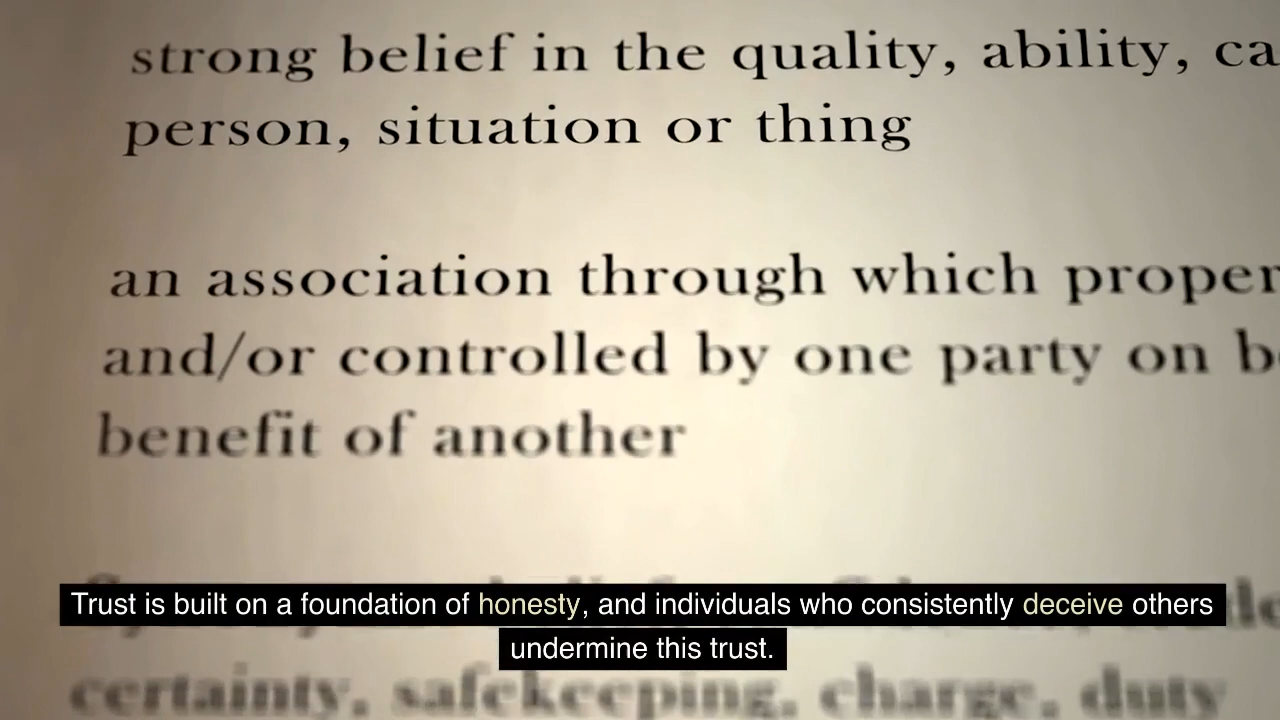 strong belief in the quality, ability,
person, situation or thing
an association through which
and/or controlled by one party on
benefit of another
Trust is built on a foundation of honesty, and individuals who consistently deceive others
undermine this trust.
certainty, safekeeping, charge, duty